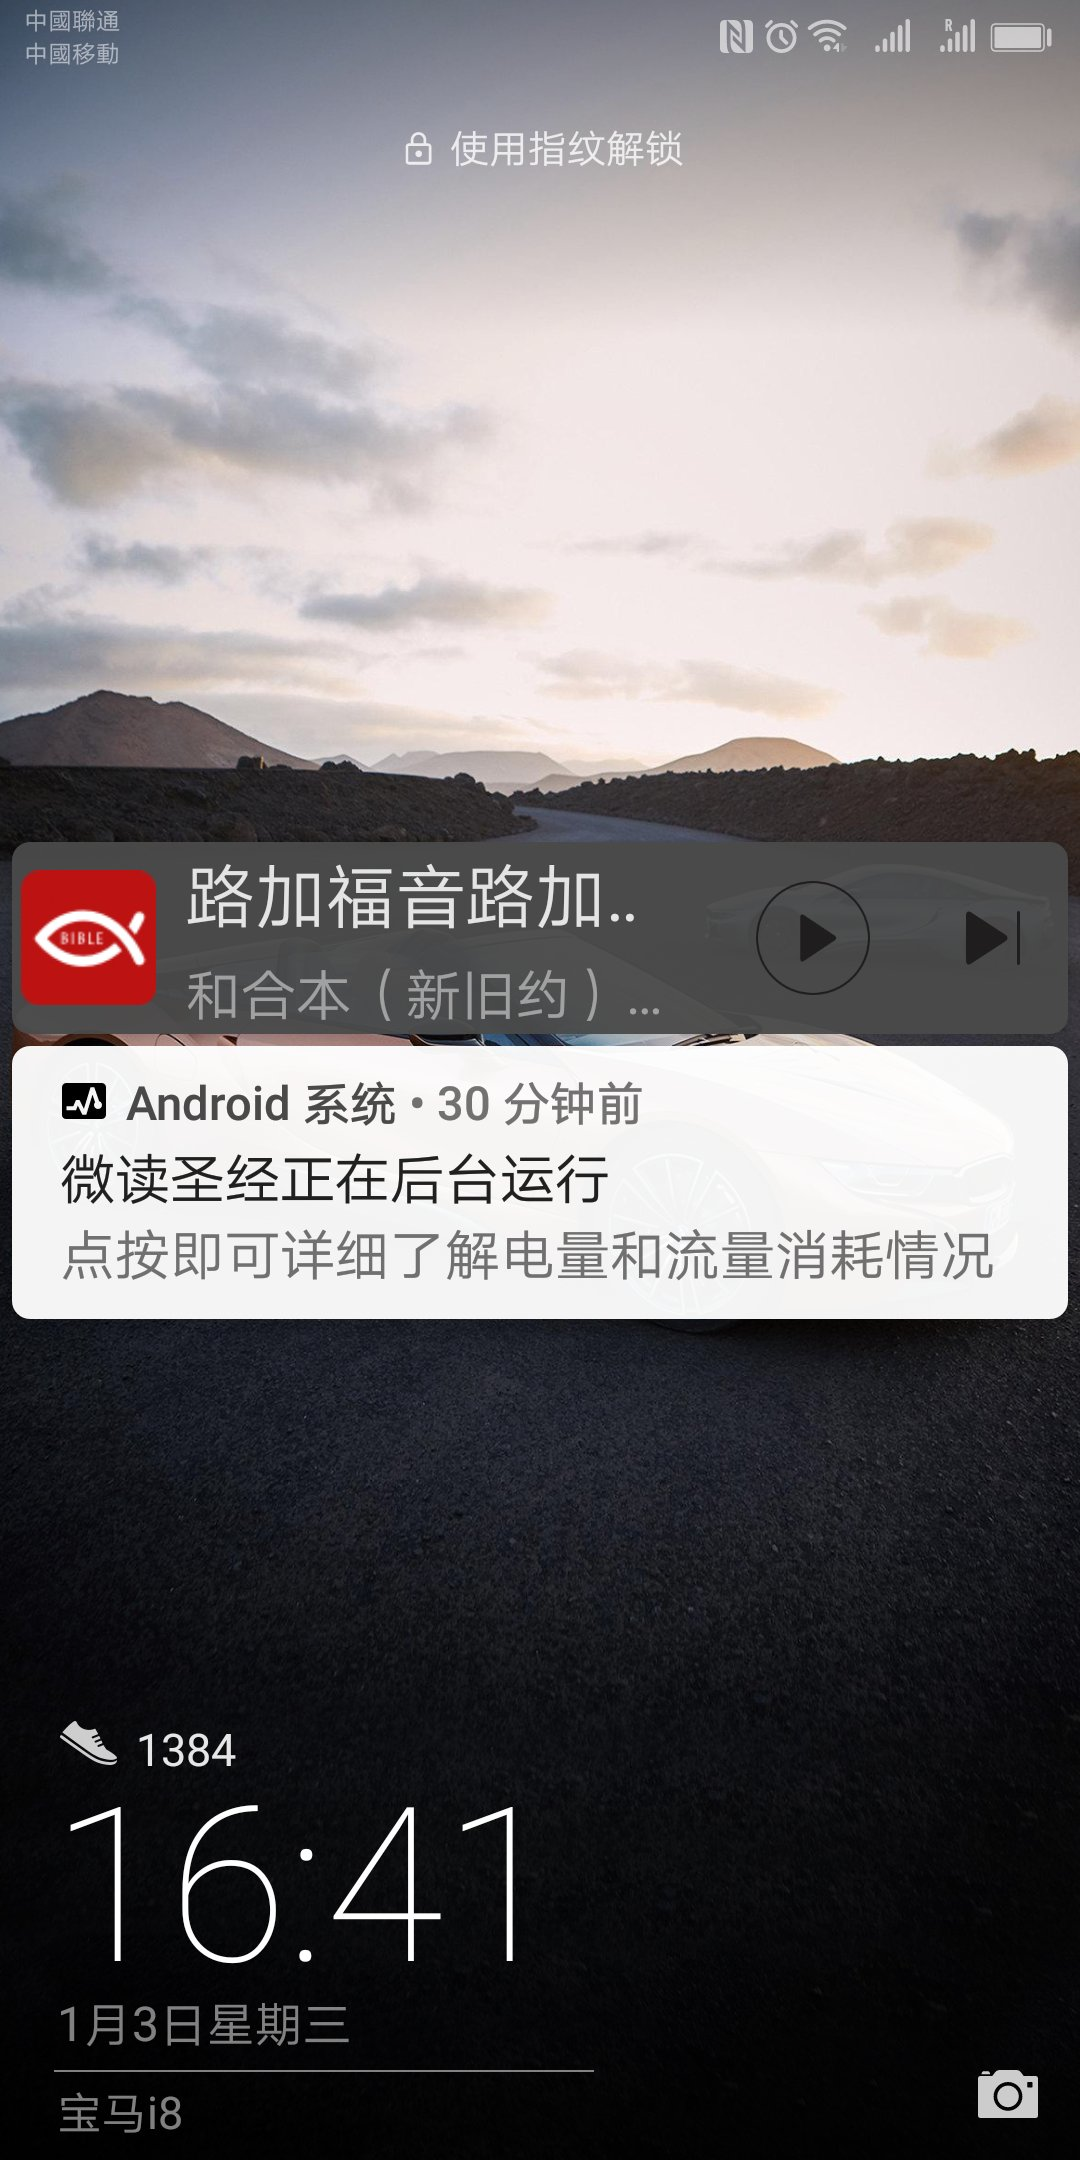 中國聯通
中國移動
R
使用指纹解锁
BIBLE
路加福音路加..
和合本（新旧约）...
Android 系统 • 30 分钟前
微读圣经正在后台运行
点按即可详细了解电量和流量消耗情况
1384
16:41
1月3日星期三
宝马i8